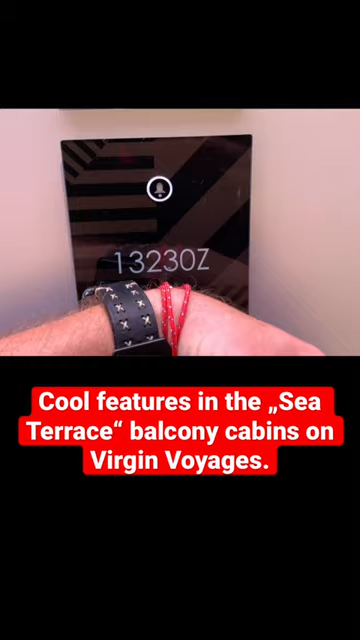 13230Z
Cool features in the „Sea
Terrace“ balcony cabins on
Virgin Voyages.